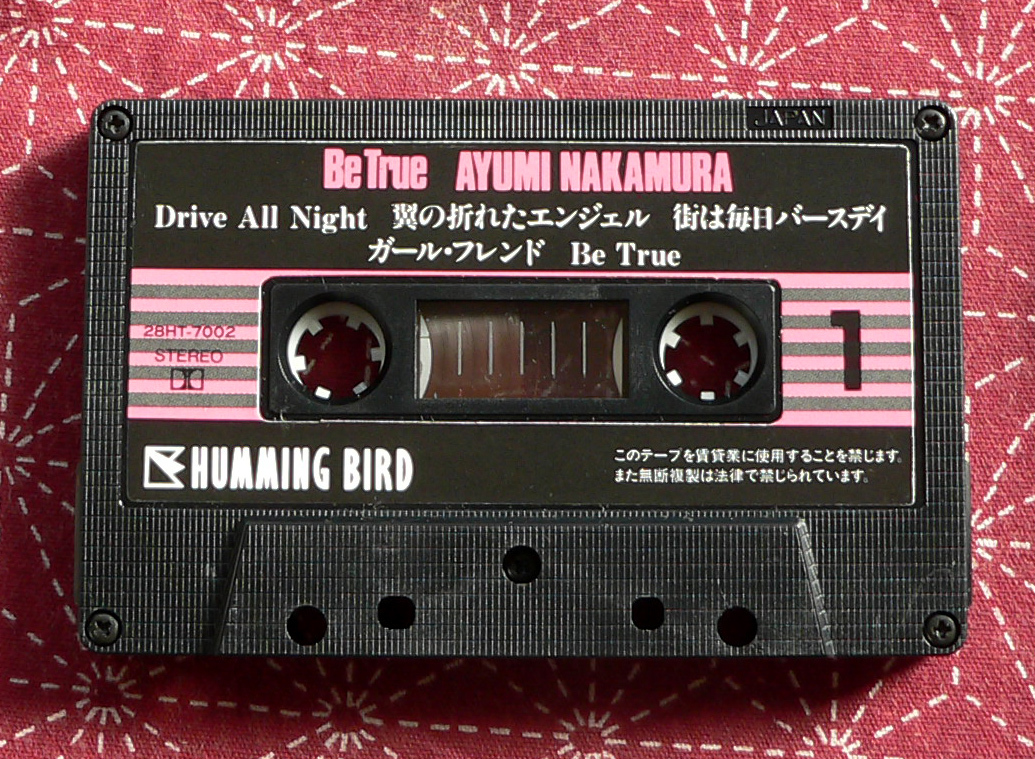 JAPAN
Be True AYUMI NAKAMURA
Drive All Night 翼の折れたエンジェル 街は毎日バースデイ
ガール・フレンド Be True
28HT-7002
STEREO
1
HUMMING BIRD
このテープを賃貸業に使用することを禁じます。
また無断複製は法律で禁じられています。